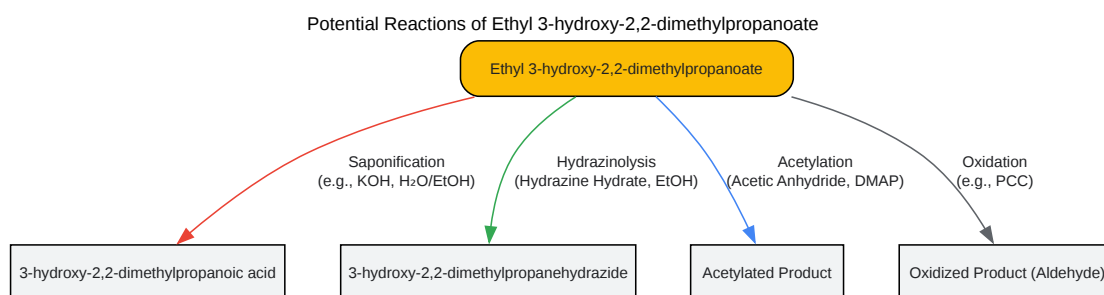 Potential Reactions of Ethyl 3-hydroxy-2,2-dimethylpropanoate
Ethyl 3-hydroxy-2,2-dimethylpropanoate
Saponification
(e.g., KOH, H₂O/EtOH)
Hydrazinolysis
(Hydrazine Hydrate, EtOH)
Acetylation
(Acetic Anhydride, DMAP)
Oxidation
(e.g., PCC)
3-hydroxy-2,2-dimethylpropanoic acid
3-hydroxy-2,2-dimethylpropanehydrazide
Acetylated Product
Oxidized Product (Aldehyde)